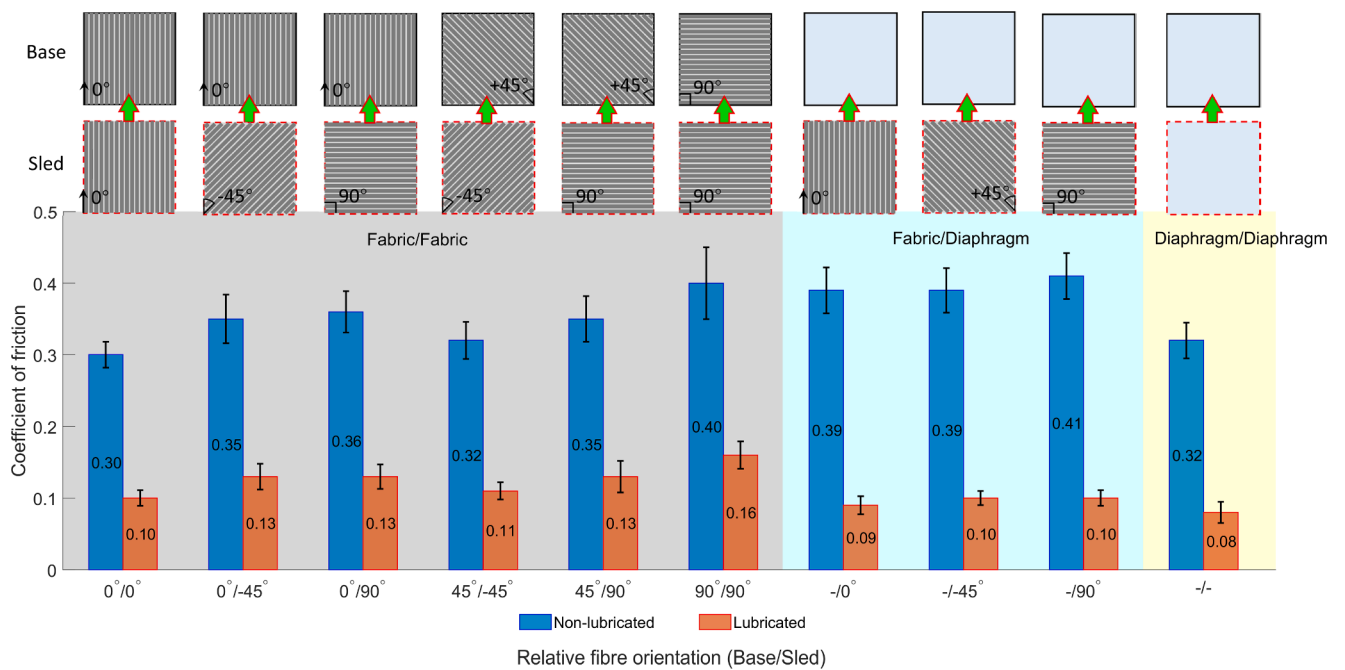 Base
0° 0° 0° +45° +45° 90°
Sled
0° -45° 90° -45° 90° 90° 0° +45° 90°
Fabric/Fabric Fabric/Diaphragm Diaphragm/Diaphragm
Coefficient of friction
0.5
0.4
0.3
0.2
0.1
0
0.30 0.10 0.35 0.13 0.36 0.13 0.32 0.11 0.35 0.13 0.40 0.16 0.39 0.09 0.39 0.10 0.41 0.10 0.32 0.08
0°/0° 0°/-45° 0°/90° 45°/-45° 45°/90° 90°/90° -/0° -/-45° -/90° -/-
Non-lubricated Lubricated
Relative fibre orientation (Base/Sled)